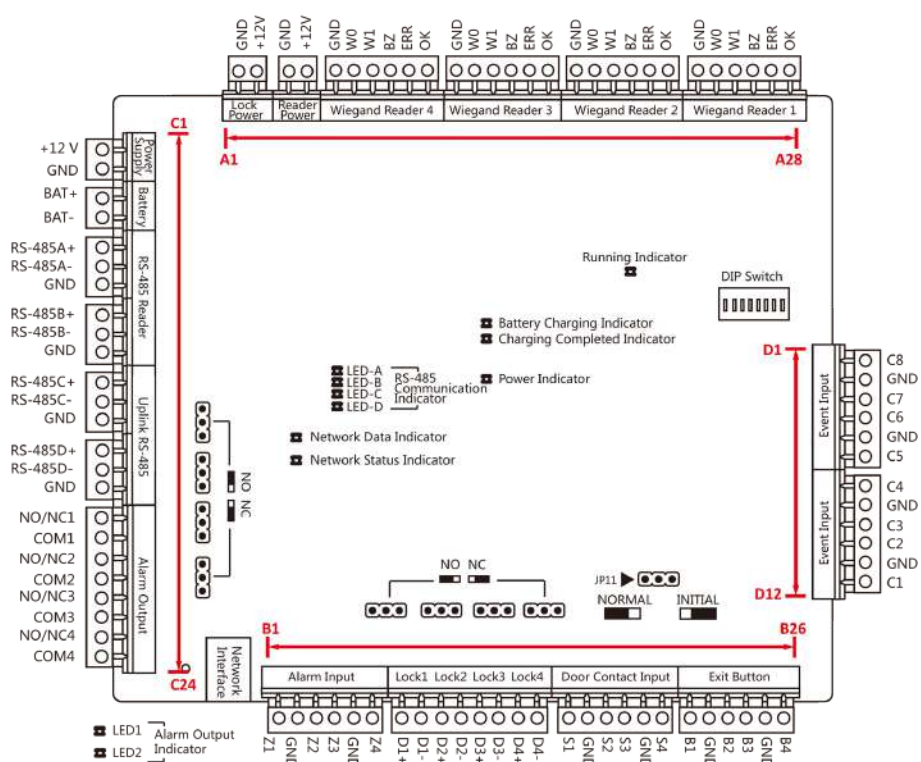 GND +12V GND +12V GND W0 W1 BZ ERR OK GND W0 W1 BZ ERR OK GND W0 W1 BZ ERR OK GND W0 W1 BZ ERR OK
Lock Power Reader Power Wiegand Reader 4 Wiegand Reader 3 Wiegand Reader 2 Wiegand Reader 1
C1
A1 A28
+12 V
GND
Power Supply
BAT+
BAT-
Battery
RS-485A+
RS-485A-
GND
RS-485B+
RS-485B-
GND
RS-485 Reader
RS-485C+
RS-485C-
GND
RS-485D+
RS-485D-
GND
Uplink RS-485
NO/NC1
COM1
NO/NC2
COM2
NO/NC3
COM3
NO/NC4
COM4
Alarm Output
C24
Running Indicator
DIP Switch
Battery Charging Indicator
Charging Completed Indicator
Power Indicator
LED-A
LED-B
LED-C
LED-D
RS-485
Communication
Indicator
Network Data Indicator
Network Status Indicator
NO
NC
D1
C8
GND
C7
C6
GND
C5
Event Input
C4
GND
C3
C2
GND
C1
Event Input
D12
NO NC
JP11
NORMAL INITIAL
B1 B26
Network Interface
Alarm Input Lock1 Lock2 Lock3 Lock4 Door Contact Input Exit Button
Z1 GND Z2 Z3 GND Z4 D1+ D1- D2+ D2- D3+ D3- D4+ D4- S1 GND S2 S3 GND S4 B1 GND B2 B3 GND B4
LED1
LED2
Alarm Output
Indicator